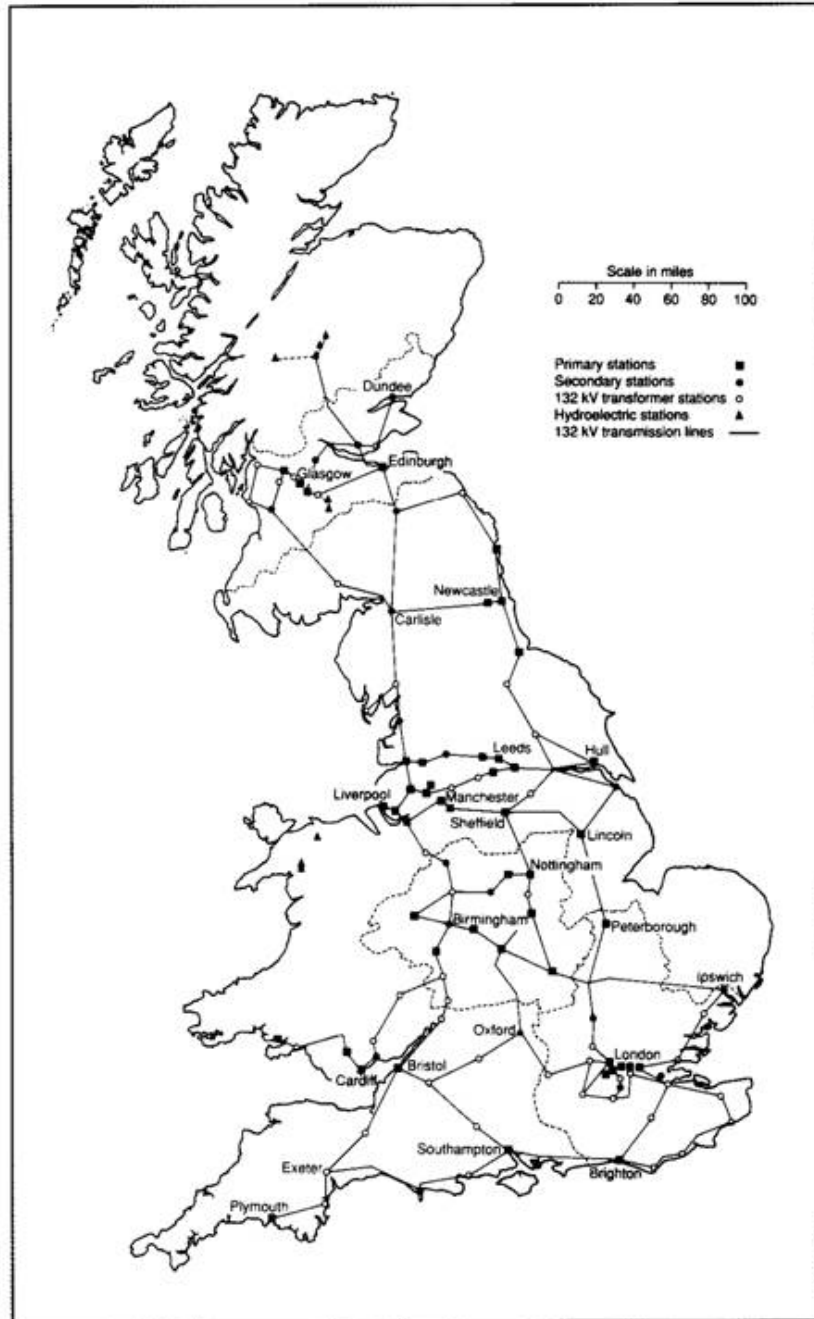 Scale in miles
0 20 40 60 80 100
Primary stations
Secondary stations
132 kV transformer stations
Hydroelectric stations
132 kV transmission lines
Dundee
Glasgow
Edinburgh
Newcastle
Carlisle
Leeds
Hull
Liverpool
Manchester
Sheffield
Lincoln
Nottingham
Birmingham
Peterborough
Ipswich
Oxford
London
Cardiff
Bristol
Southampton
Exeter
Brighton
Plymouth